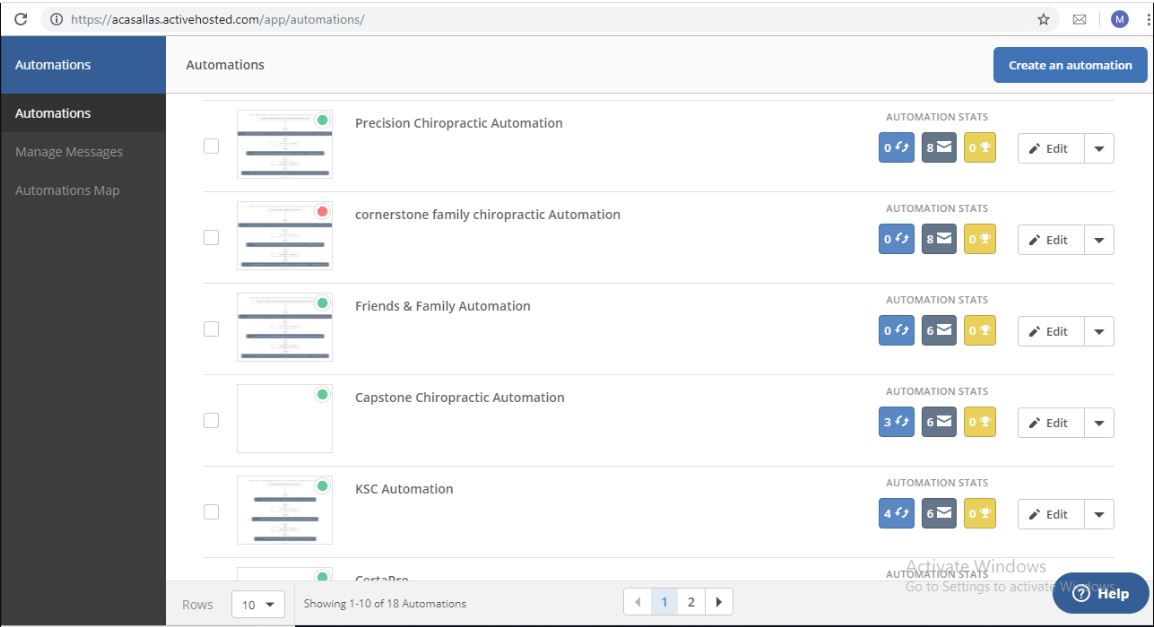 https://acasallas.activehosted.com/app/automations/
M
Automations
Automations
Create an automation
Automations
Manage Messages
Automations Map
Precision Chiropractic Automation
AUTOMATION STATS
0
8
0
Edit
cornerstone family chiropractic Automation
AUTOMATION STATS
0
8
0
Edit
Friends & Family Automation
AUTOMATION STATS
0
6
0
Edit
Capstone Chiropractic Automation
AUTOMATION STATS
3
6
0
Edit
KSC Automation
AUTOMATION STATS
4
6
0
Edit
CertaPro
AUTOMATION STATS
Activate Windows
Go to Settings to activate Windows.
Rows
10
Showing 1-10 of 18 Automations
1
2
Help